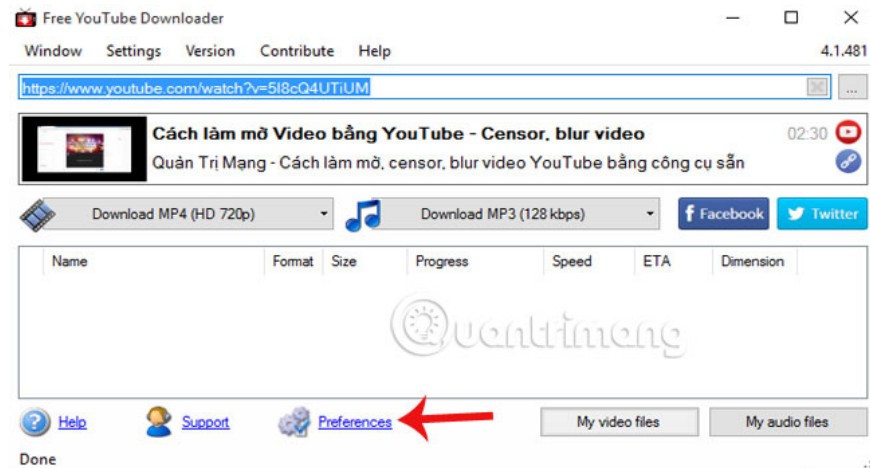 Free YouTube Downloader
Window Settings Version Contribute Help 4.1.481
https://www.youtube.com/watch?v=5I8cQ4UTiUM ...
Cách làm mờ Video bằng YouTube - Censor, blur video 02:30
Quản Trị Mạng - Cách làm mờ, censor, blur video YouTube bằng công cụ sẵn
Download MP4 (HD 720p) Download MP3 (128 kbps) f Facebook Twitter
Name Format Size Progress Speed ETA Dimension
Quantrimang
Help Support Preferences My video files My audio files
Done